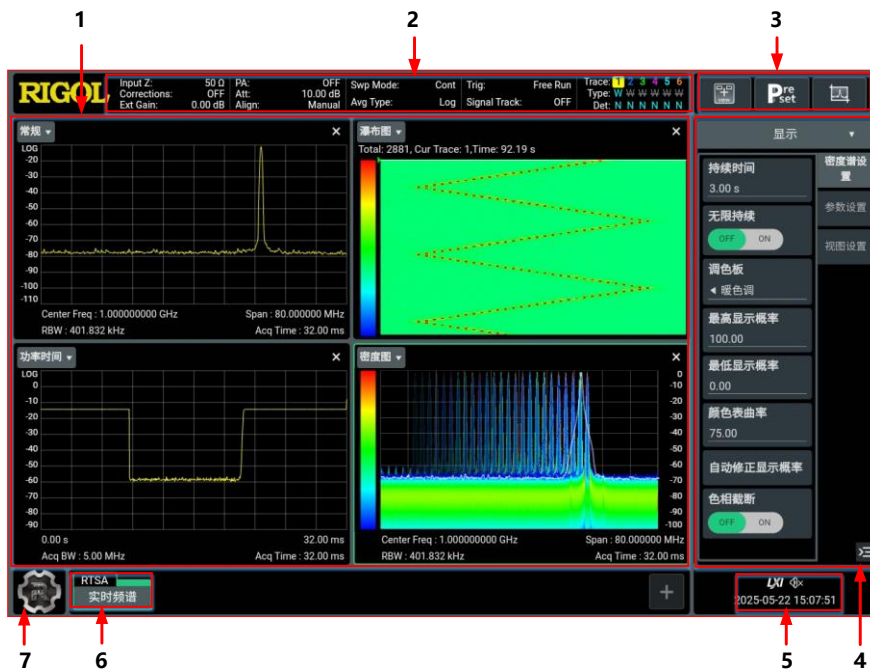 1 2 3
RIGOL
Input Z: 50 Ω PA: OFF Swp Mode: Cont Trig: Free Run Trace: 1 2 3 4 5 6
Corrections: OFF Att: 10.00 dB Type: W W W W W W
Ext Gain: 0.00 dB Align: Manual Avg Type: Log Signal Track: OFF Det: N N N N N N
Pre
set
常规
×
LOG
-20
-30
-40
-50
-60
-70
-80
-90
-100
-110
Center Freq : 1.000000000 GHz Span : 80.000000 MHz
RBW : 401.832 kHz Acq Time : 32.00 ms
瀑布图
×
Total: 2881, Cur Trace: 1,Time: 92.19 s
功率时间
×
LOG
0
-10
-20
-30
-40
-50
-60
-70
-80
-90
0.00 s 32.00 ms
Acq BW : 5.00 MHz Acq Time : 32.00 ms
密度图
×
0
-10
-20
-30
-40
-50
-60
-70
-80
-90
-100
Center Freq : 1.000000000 GHz Span : 80.000000 MHz
RBW : 401.832 kHz Acq Time : 32.00 ms
显示
持续时间
3.00 s
无限持续
OFF ON
调色板
暖色调
最高显示概率
100.00
最低显示概率
0.00
颜色表曲率
75.00
自动修正显示概率
色相截断
OFF ON
密度谱设
置
参数设置
视图设置
RTSA
实时频谱
+
LXI
2025-05-22 15:07:51
7 6 5 4